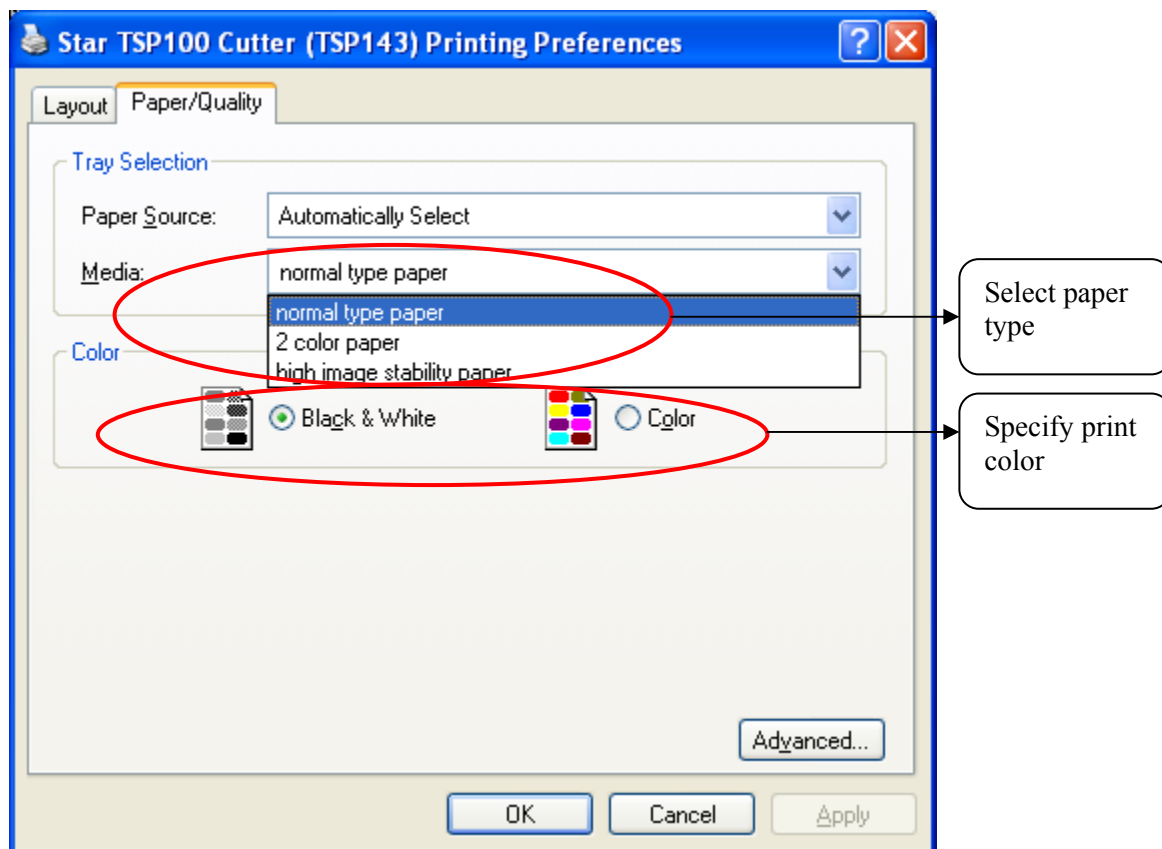 Star TSP100 Cutter (TSP143) Printing Preferences
Layout
Paper/Quality
Tray Selection
Paper Source:
Automatically Select
Media:
normal type paper
normal type paper
2 color paper
high image stability paper
Select paper
type
Color
Black & White
Color
Specify print
color
Advanced...
OK
Cancel
Apply